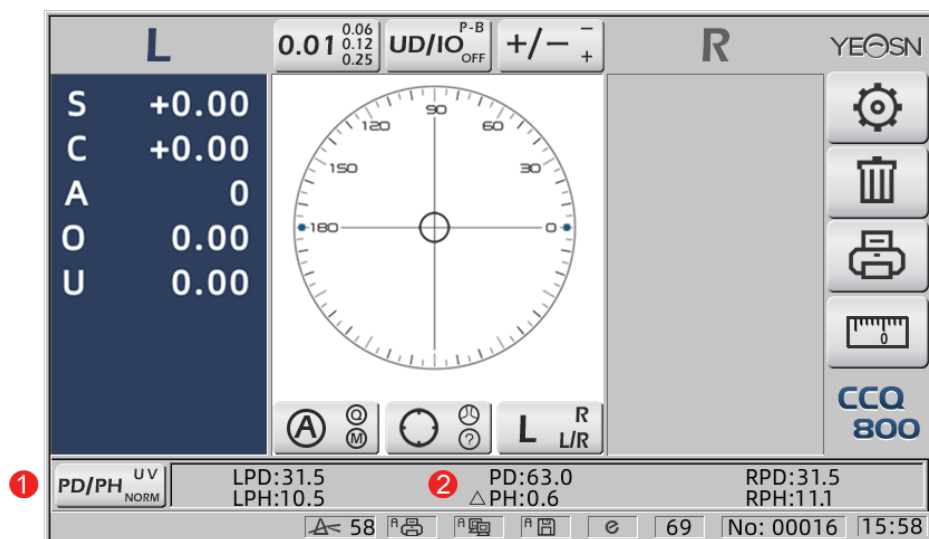 L
0.01 0.06 0.12 0.25
UD/IO P-B OFF
+/- - +
R
YEOSN
S +0.00
C +0.00
A 0
O 0.00
U 0.00
90
120
60
150
30
180
0
0
A Q M
?
L R L/R
CCQ
800
1
PD/PH UV NORM
LPD:31.5
2
PD:63.0
RPD:31.5
LPH:10.5
△PH:0.6
RPH:11.1
A< 58
A
A
A
e
69
No: 00016
15:58